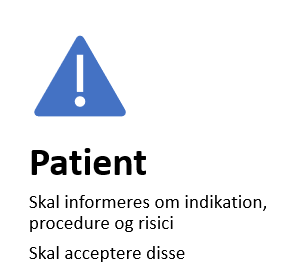 Patient
Skal informeres om indikation,
procedure og risici
Skal acceptere disse